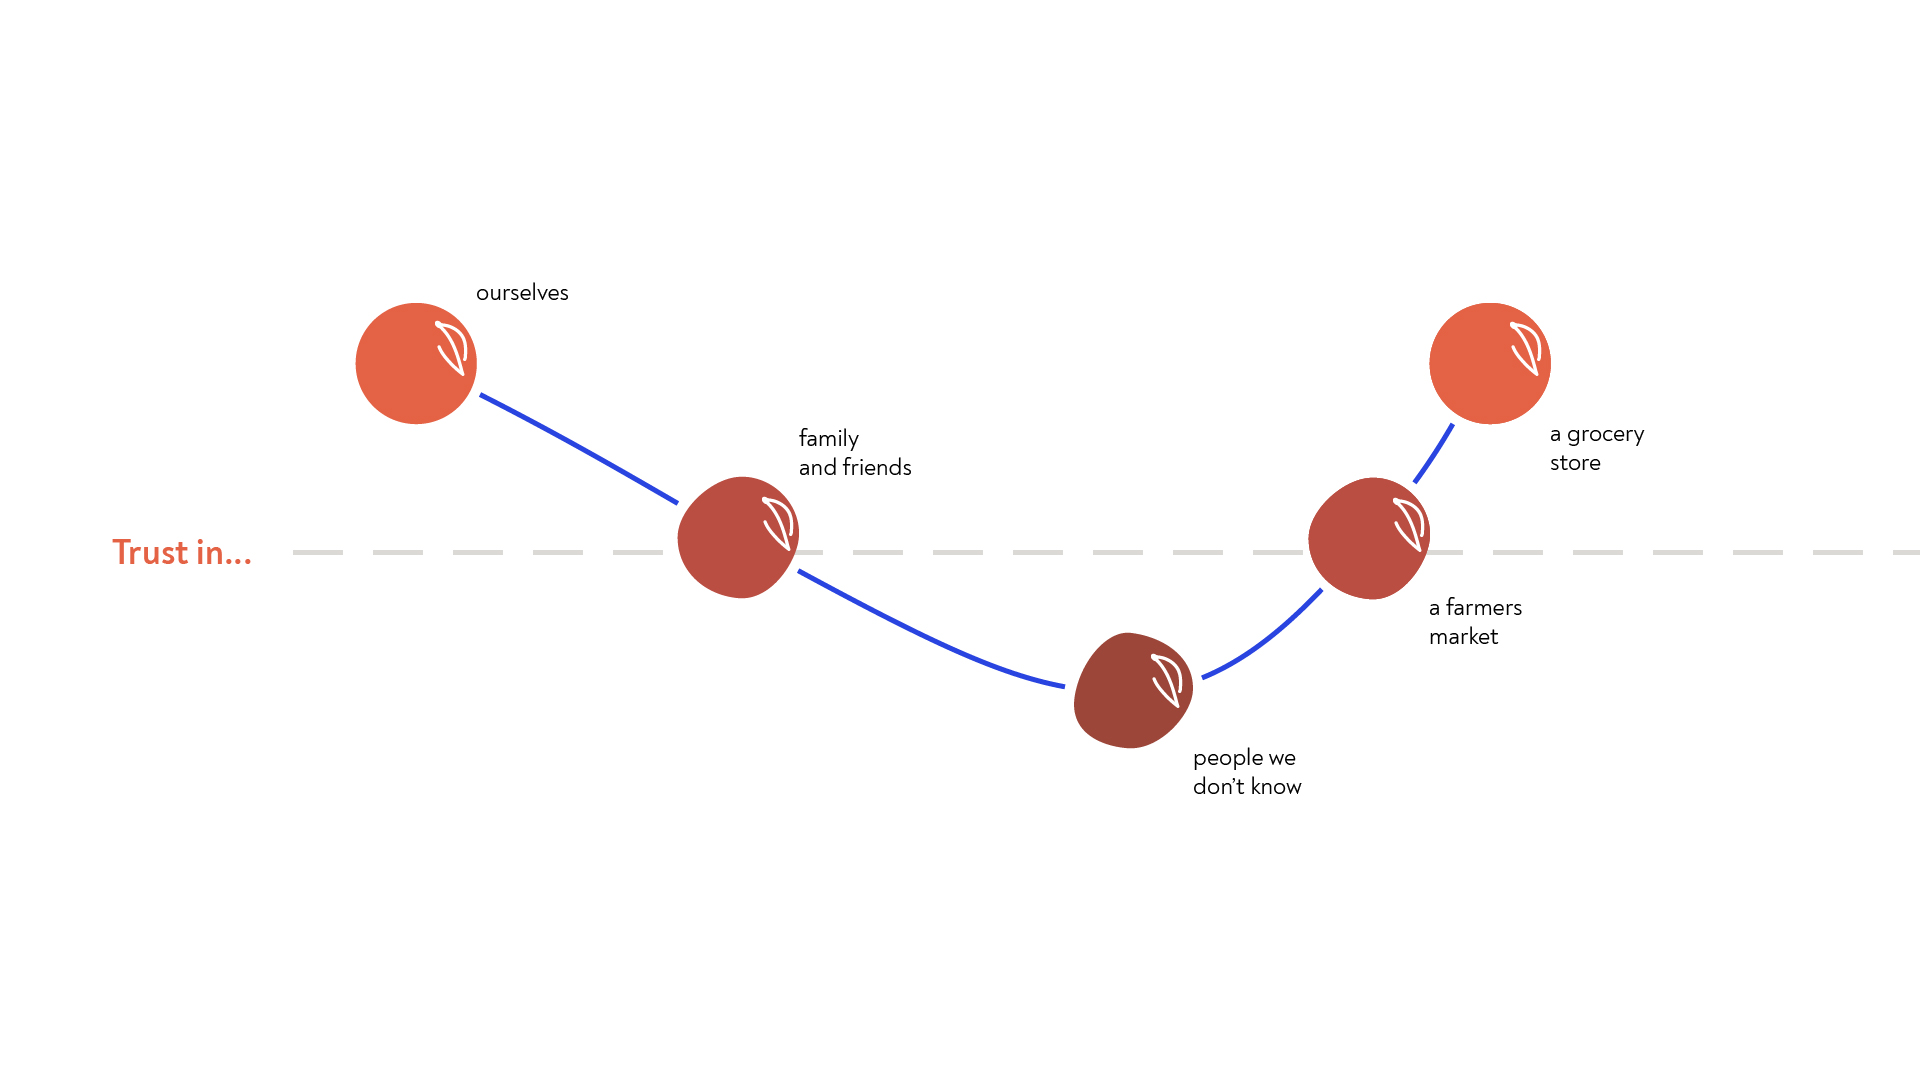 ourselves
family
and friends
a grocery
store
Trust in...
a farmers
market
people we
don’t know